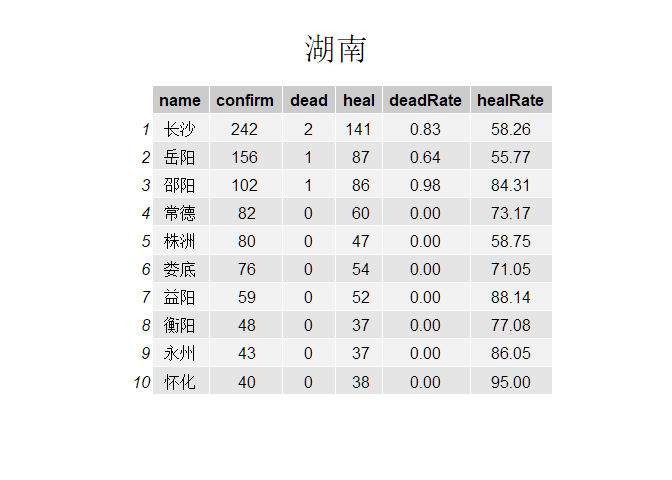 湖南
name confirm dead heal deadRate healRate
1 长沙 242 2 141 0.83 58.26
2 岳阳 156 1 87 0.64 55.77
3 邵阳 102 1 86 0.98 84.31
4 常德 82 0 60 0.00 73.17
5 株洲 80 0 47 0.00 58.75
6 娄底 76 0 54 0.00 71.05
7 益阳 59 0 52 0.00 88.14
8 衡阳 48 0 37 0.00 77.08
9 永州 43 0 37 0.00 86.05
10 怀化 40 0 38 0.00 95.00